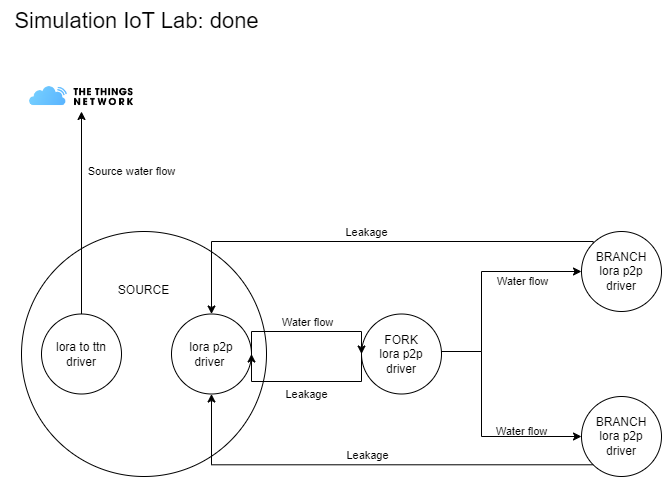 Simulation IoT Lab: done
THE THINGS
NETWORK
Source water flow
Leakage
SOURCE
BRANCH
lora p2p
driver
Water flow
lora to ttn
driver
lora p2p
driver
Water flow
FORK
lora p2p
driver
Leakage
BRANCH
lora p2p
driver
Water flow
Leakage